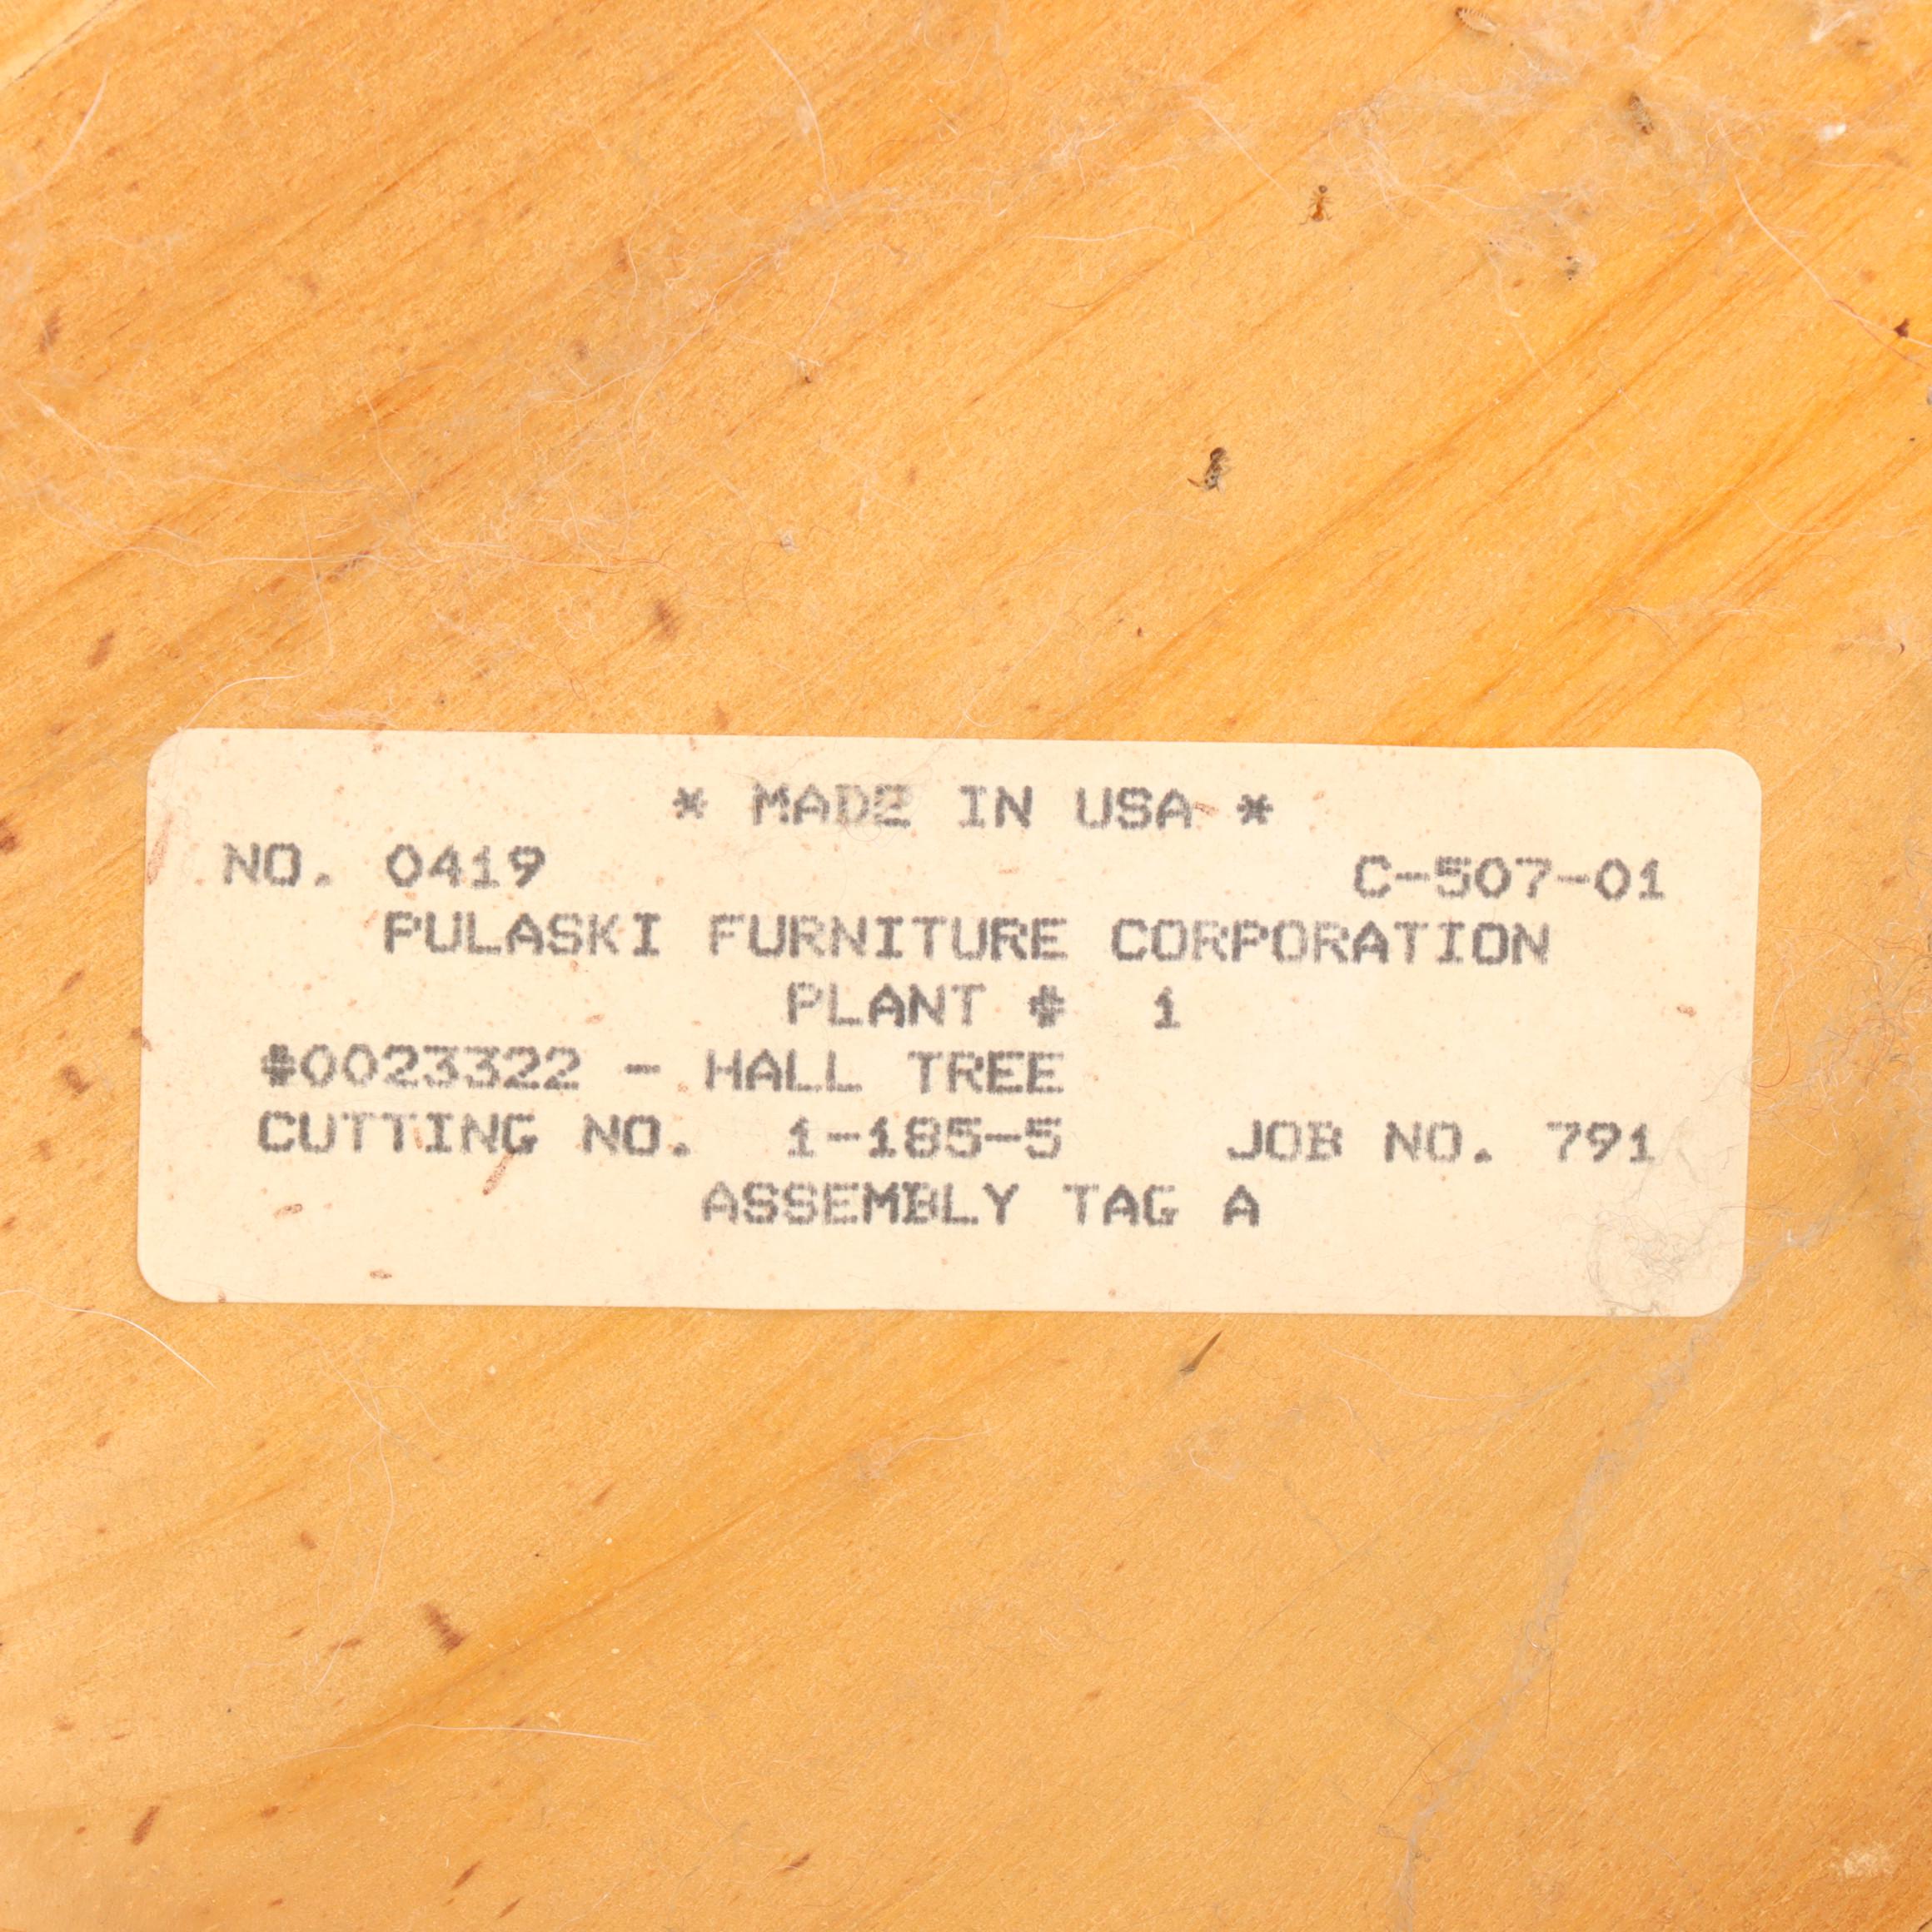 * MADE IN USA *
NO. 0419 C-507-01
PULASKI FURNITURE CORPORATION
PLANT # 1
#0023322 - HALL TREE
CUTTING NO. 1-185-5 JOB NO. 791
ASSEMBLY TAG A